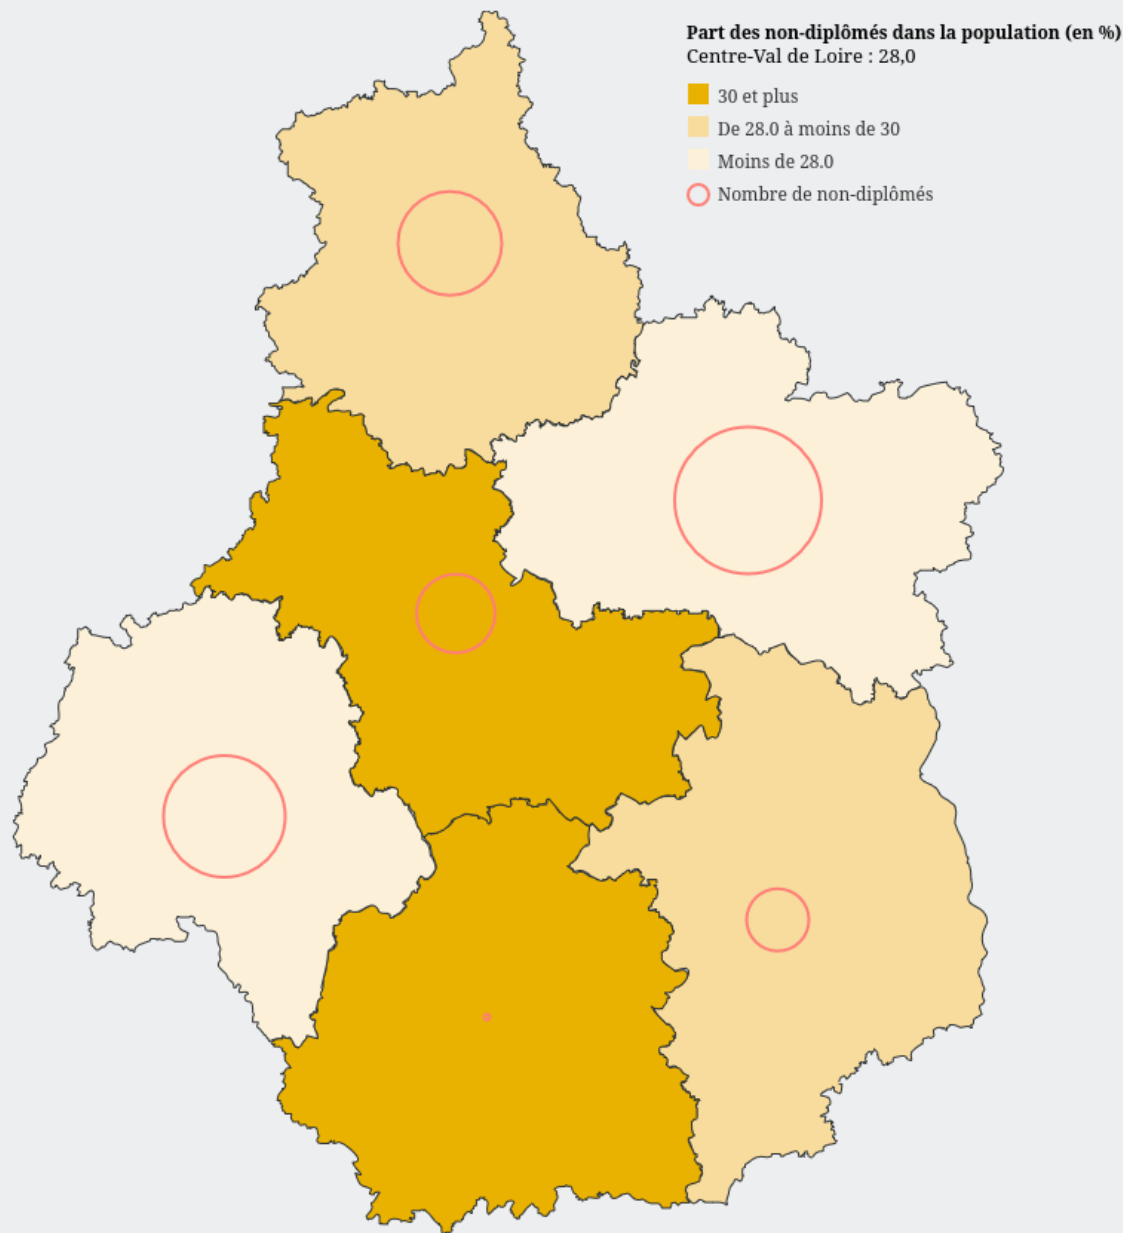 Part des non-diplômés dans la population (en %)
Centre-Val de Loire : 28,0
30 et plus
De 28.0 à moins de 30
Moins de 28.0
Nombre de non-diplômés